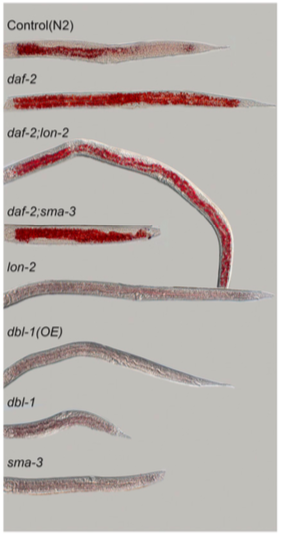 Control(N2)
daf-2
daf-2;lon-2
daf-2;sma-3
lon-2
dbl-1(OE)
dbl-1
sma-3